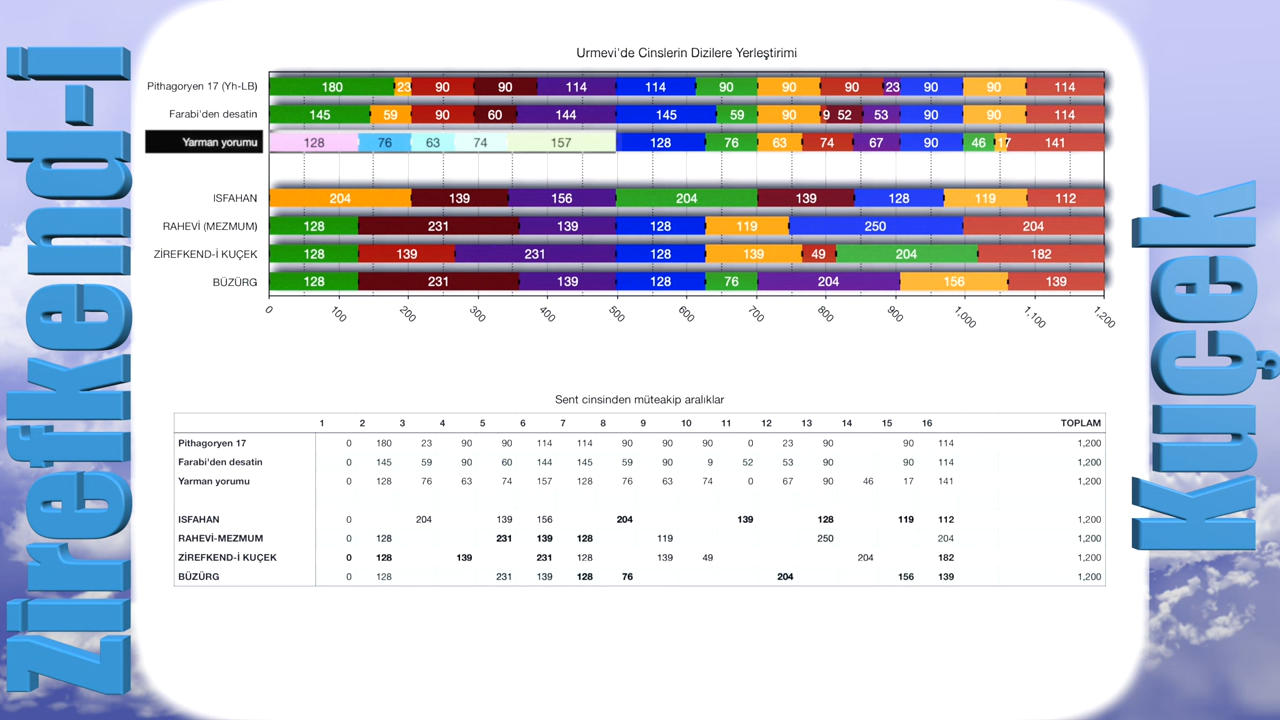 Zirefkend-i
Kuçek
Urmevi'de Cinslerin Dizilere Yerleştirimi
Pithagoryen 17 (Yh-LB) 180 23 90 90 114 114 90 90 90 23 90 90 114
Farabi'den desatin 145 59 90 60 144 145 59 90 9 52 53 90 90 114
Yarman yorumu 128 76 63 74 157 128 76 63 74 67 90 46 17 141
ISFAHAN 204 139 156 204 139 128 119 112
RAHEVİ (MEZMUM) 128 231 139 128 119 250 204
ZİREFKEND-İ KUÇEK 128 139 231 128 139 49 204 182
BÜZÜRG 128 231 139 128 76 204 156 139
0 100 200 300 400 500 600 700 800 900 1,000 1,100 1,200
Sent cinsinden müteakip aralıklar
1 2 3 4 5 6 7 8 9 10 11 12 13 14 15 16 TOPLAM
Pithagoryen 17 0 180 23 90 90 114 114 90 90 90 0 23 90 90 114 1,200
Farabi'den desatin 0 145 59 90 60 144 145 59 90 9 52 53 90 90 114 1,200
Yarman yorumu 0 128 76 63 74 157 128 76 63 74 0 67 90 46 17 141 1,200
ISFAHAN 0 204 139 156 204 139 128 119 112 1,200
RAHEVİ-MEZMUM 0 128 231 139 128 119 250 204 1,200
ZİREFKEND-İ KUÇEK 0 128 139 231 128 139 49 204 182 1,200
BÜZÜRG 0 128 231 139 128 76 204 156 139 1,200